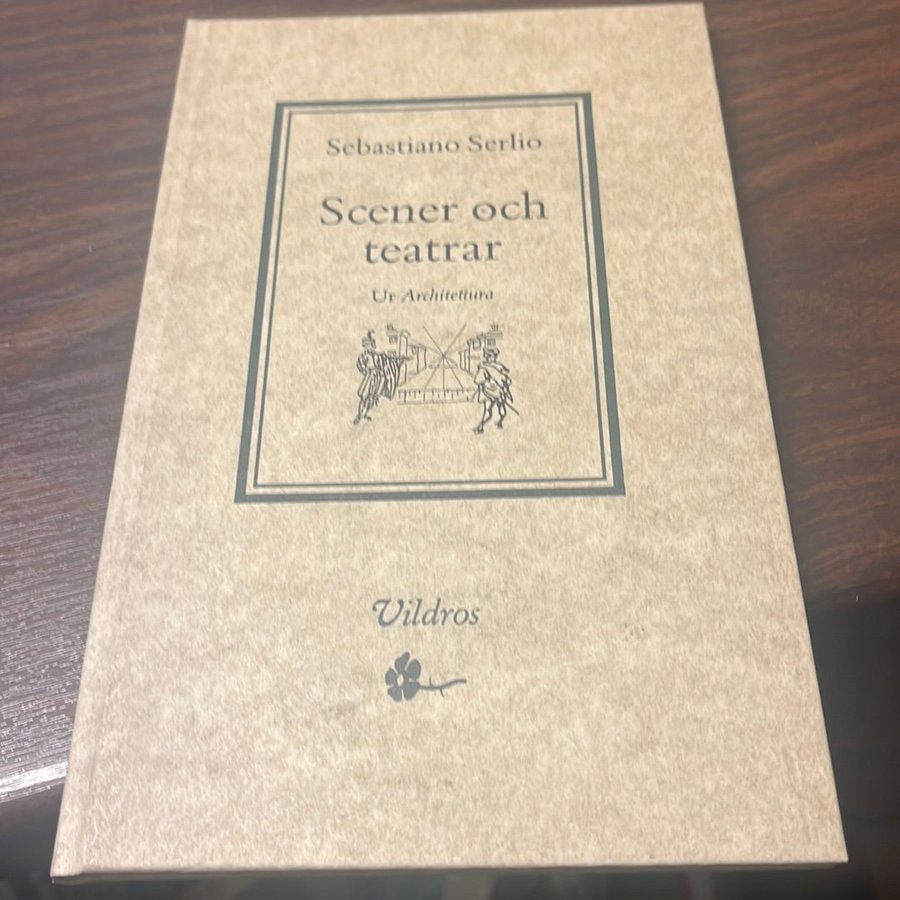 Sebastiano Serlio
Scener och
teatrar
Ur Architettura
Vildros